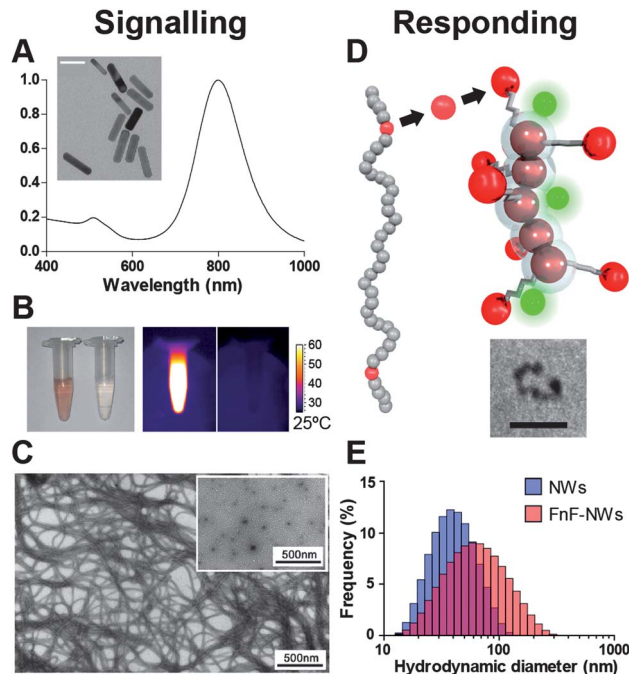 Signalling
Responding
A
1.0
0.8
0.6
0.4
0.2
0.0
400 600 800 1000
Wavelength (nm)
B
60
50
40
30
25ºC
C
500nm
500nm
D
E
NWs
FnF-NWs
Frequency (%)
15
10
5
0
10 100 1000
Hydrodynamic diameter (nm)